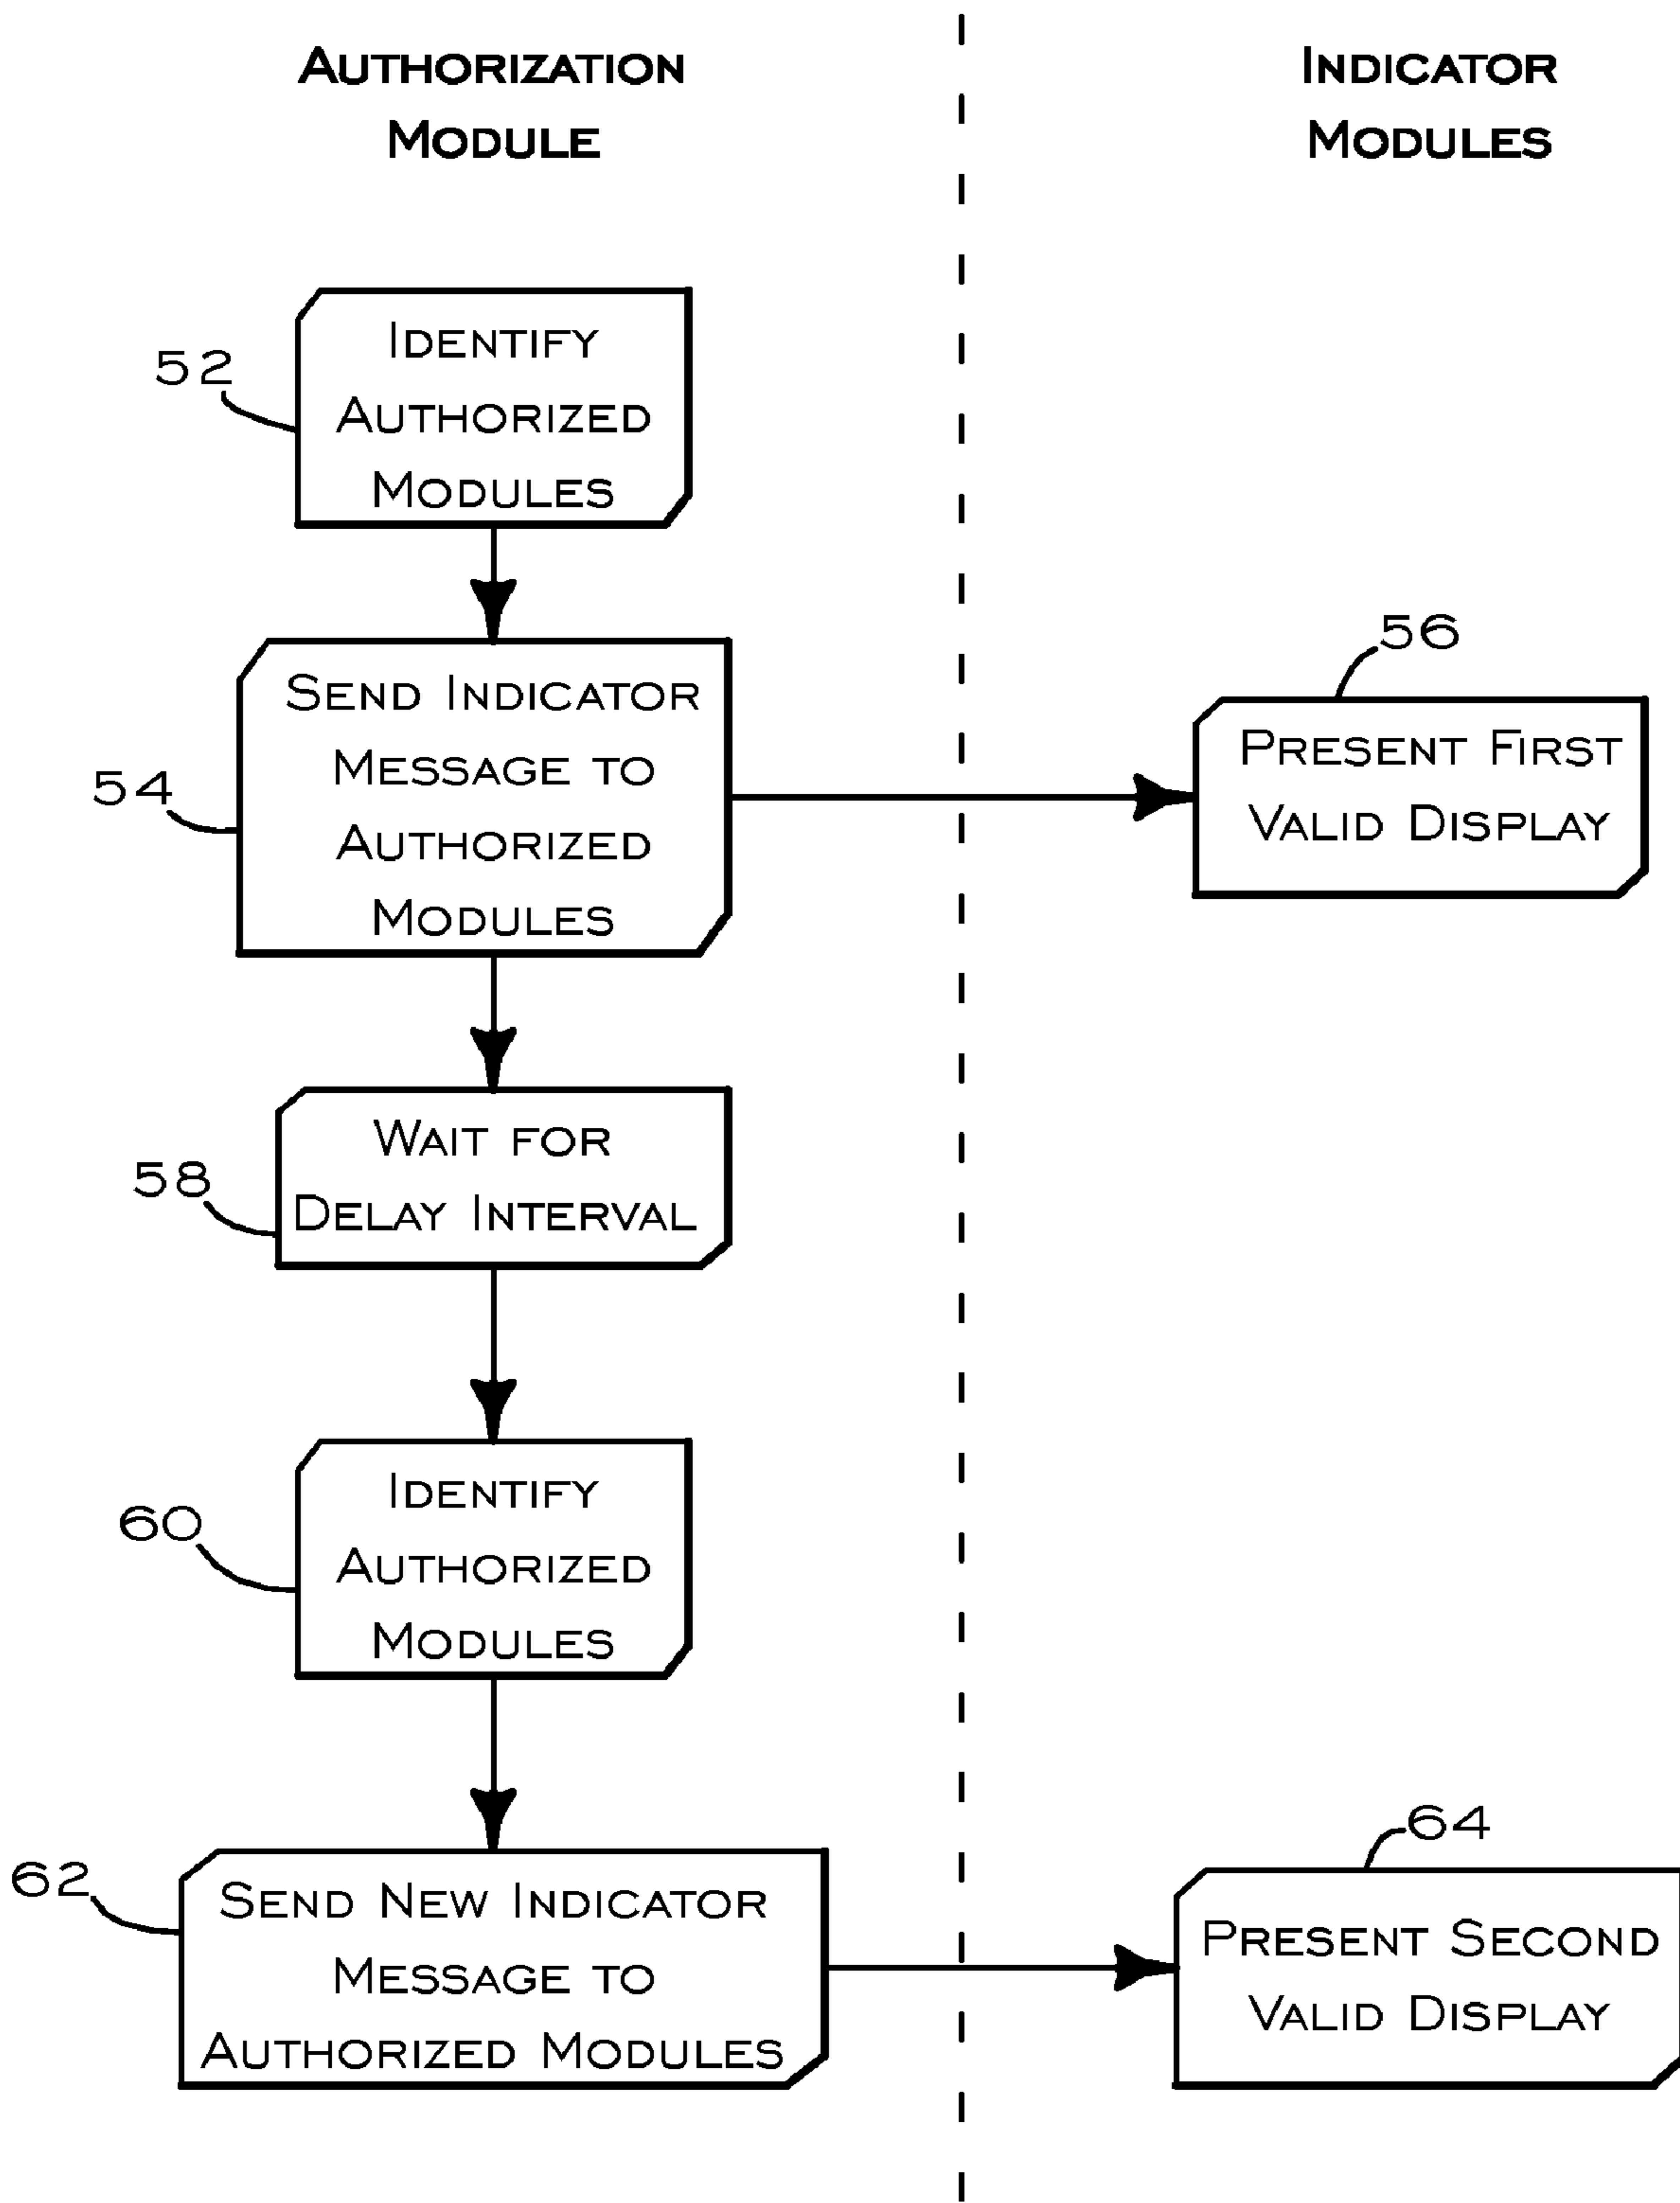 AUTHORIZATION
MODULE
INDICATOR
MODULES
52
IDENTIFY
AUTHORIZED
MODULES
54
SEND INDICATOR
MESSAGE TO
AUTHORIZED
MODULES
56
PRESENT FIRST
VALID DISPLAY
58
WAIT FOR
DELAY INTERVAL
60
IDENTIFY
AUTHORIZED
MODULES
62
SEND NEW INDICATOR
MESSAGE TO
AUTHORIZED MODULES
64
PRESENT SECOND
VALID DISPLAY